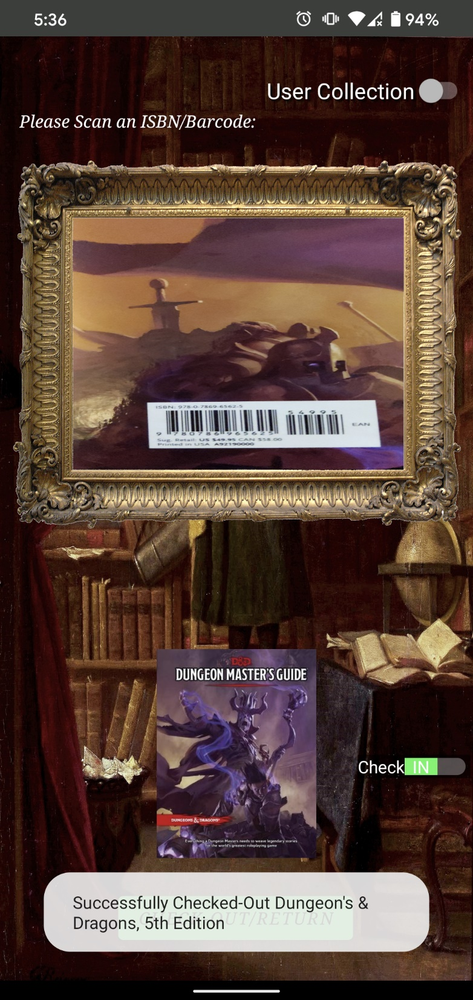 5:36
94%
User Collection
Please Scan an ISBN/Barcode:
ISBN: 978-0-7869-6562-5
54995
EAN
9 780786 965625
Sug. Retail: US $49.95 CAN $58.00
Printed in USA A92190000
D&D
DUNGEON MASTER'S GUIDE
DUNGEONS & DRAGONS®
Everything a Dungeon Masters needs to weave legendary stories
for the world's greatest roleplaying game
Check IN
Successfully Checked-Out Dungeon's &
Dragons, 5th Edition
CHECK OUT/RETURN